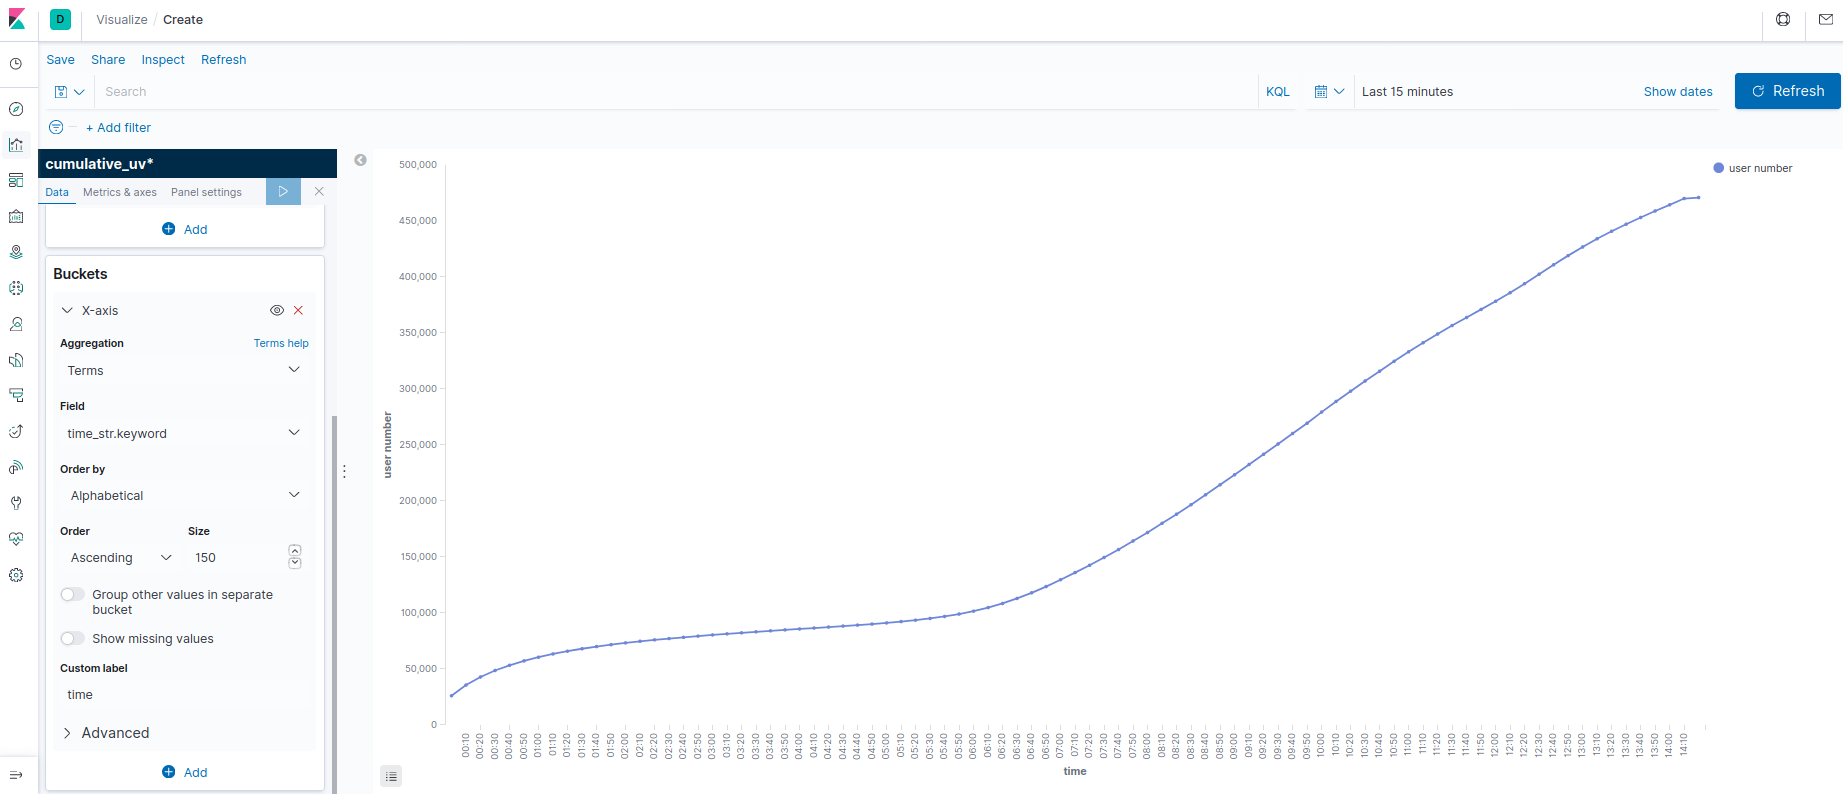 D Visualize / Create
Save Share Inspect Refresh
Search KQL Last 15 minutes Show dates Refresh
+ Add filter
cumulative_uv*
Data Metrics & axes Panel settings
Add
Buckets
X-axis
Aggregation Terms help
Terms
Field
time_str.keyword
Order by
Alphabetical
Order Size
Ascending 150
Group other values in separate
bucket
Show missing values
Custom label
time
Advanced
Add
user number
500,000
450,000
400,000
350,000
300,000
250,000
200,000
150,000
100,000
50,000
0
user number
00:10 00:20 00:30 00:40 00:50 01:00 01:10 01:20 01:30 01:40 01:50 02:00 02:10 02:20 02:30 02:40 02:50 03:00 03:10 03:20 03:30 03:40 03:50 04:00 04:10 04:20 04:30 04:40 04:50 05:00 05:10 05:20 05:30 05:40 05:50 06:00 06:10 06:20 06:30 06:40 06:50 07:00 07:10 07:20 07:30 07:40 07:50 08:00 08:10 08:20 08:30 08:40 08:50 09:00 09:10 09:20 09:30 09:40 09:50 10:00 10:10 10:20 10:30 10:40 10:50 11:00 11:10 11:20 11:30 11:40 11:50 12:00 12:10 12:20 12:30 12:40 12:50 13:00 13:10 13:20 13:30 13:40 13:50 14:00 14:10
time